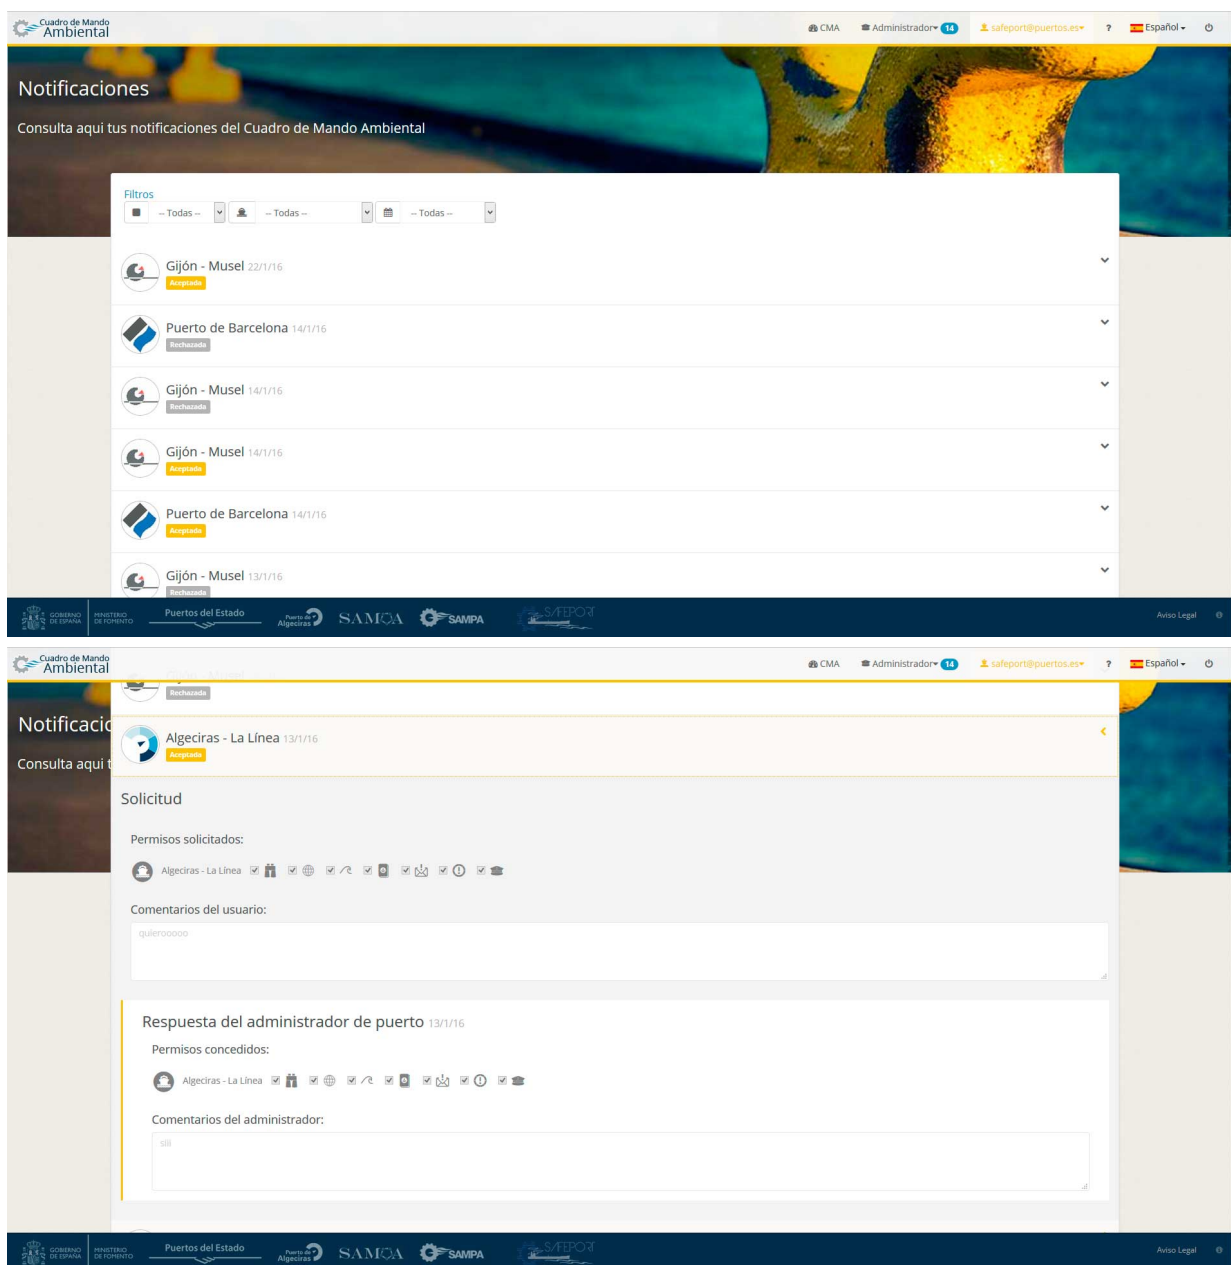 Cuadro de Mando
Ambiental
CMA
Administrador 14
safeport@puertos.es
?
Español
Notificaciones
Consulta aqui tus notificaciones del Cuadro de Mando Ambiental
Filtros
-- Todas --
-- Todas --
-- Todas --
Gijón - Musel 22/1/16
Aceptada
Puerto de Barcelona 14/1/16
Rechazada
Gijón - Musel 14/1/16
Rechazada
Gijón - Musel 14/1/16
Aceptada
Puerto de Barcelona 14/1/16
Aceptada
Gijón - Musel 13/1/16
Rechazada
GOBIERNO
DE ESPAÑA
MINISTERIO
DE FOMENTO
Puertos del Estado
Puerto de
Algeciras
SAMOA
SAMPA
SAFEPORT
Aviso Legal
Cuadro de Mando
Ambiental
CMA
Administrador 14
safeport@puertos.es
?
Español
Gijón - Musel
Rechazada
Notificacio
Consulta aqui t
Algeciras - La Línea 13/1/16
Aceptada
Solicitud
Permisos solicitados:
Algeciras - La Línea
Comentarios del usuario:
quierooooo
Respuesta del administrador de puerto 13/1/16
Permisos concedidos:
Algeciras - La Línea
Comentarios del administrador:
siii
GOBIERNO
DE ESPAÑA
MINISTERIO
DE FOMENTO
Puertos del Estado
Puerto de
Algeciras
SAMOA
SAMPA
SAFEPORT
Aviso Legal